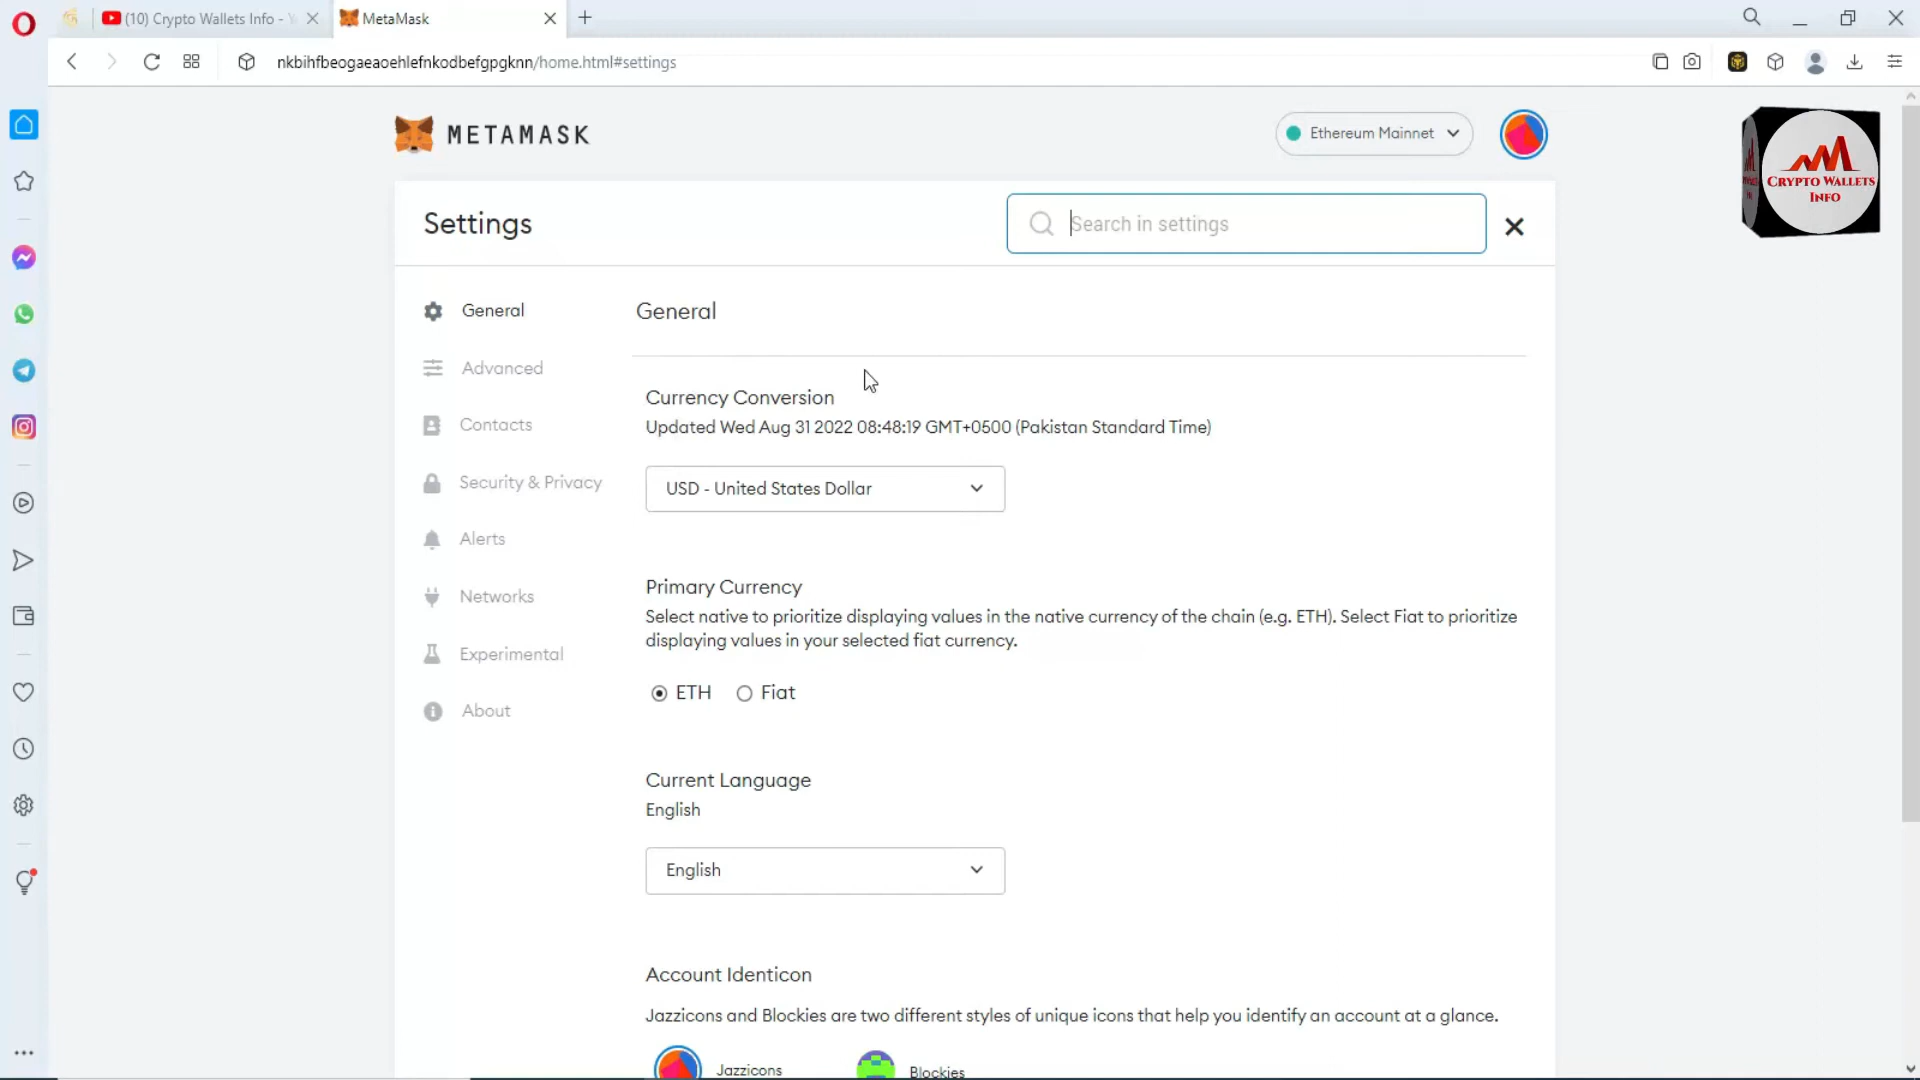 (10) Crypto Wallets Info -
MetaMask
nkbihfbeogaeaoehlefnkodbefgpgknn/home.html#settings
METAMASK
Ethereum Mainnet
CRYPTO WALLETS
INFO
Settings
Search in settings
General
Advanced
Contacts
Security & Privacy
Alerts
Networks
Experimental
About
General
Currency Conversion
Updated Wed Aug 31 2022 08:48:19 GMT+0500 (Pakistan Standard Time)
USD - United States Dollar
Primary Currency
Select native to prioritize displaying values in the native currency of the chain (e.g. ETH). Select Fiat to prioritize
displaying values in your selected fiat currency.
ETH
Fiat
Current Language
English
English
Account Identicon
Jazzicons and Blockies are two different styles of unique icons that help you identify an account at a glance.
Jazzicons
Blockies